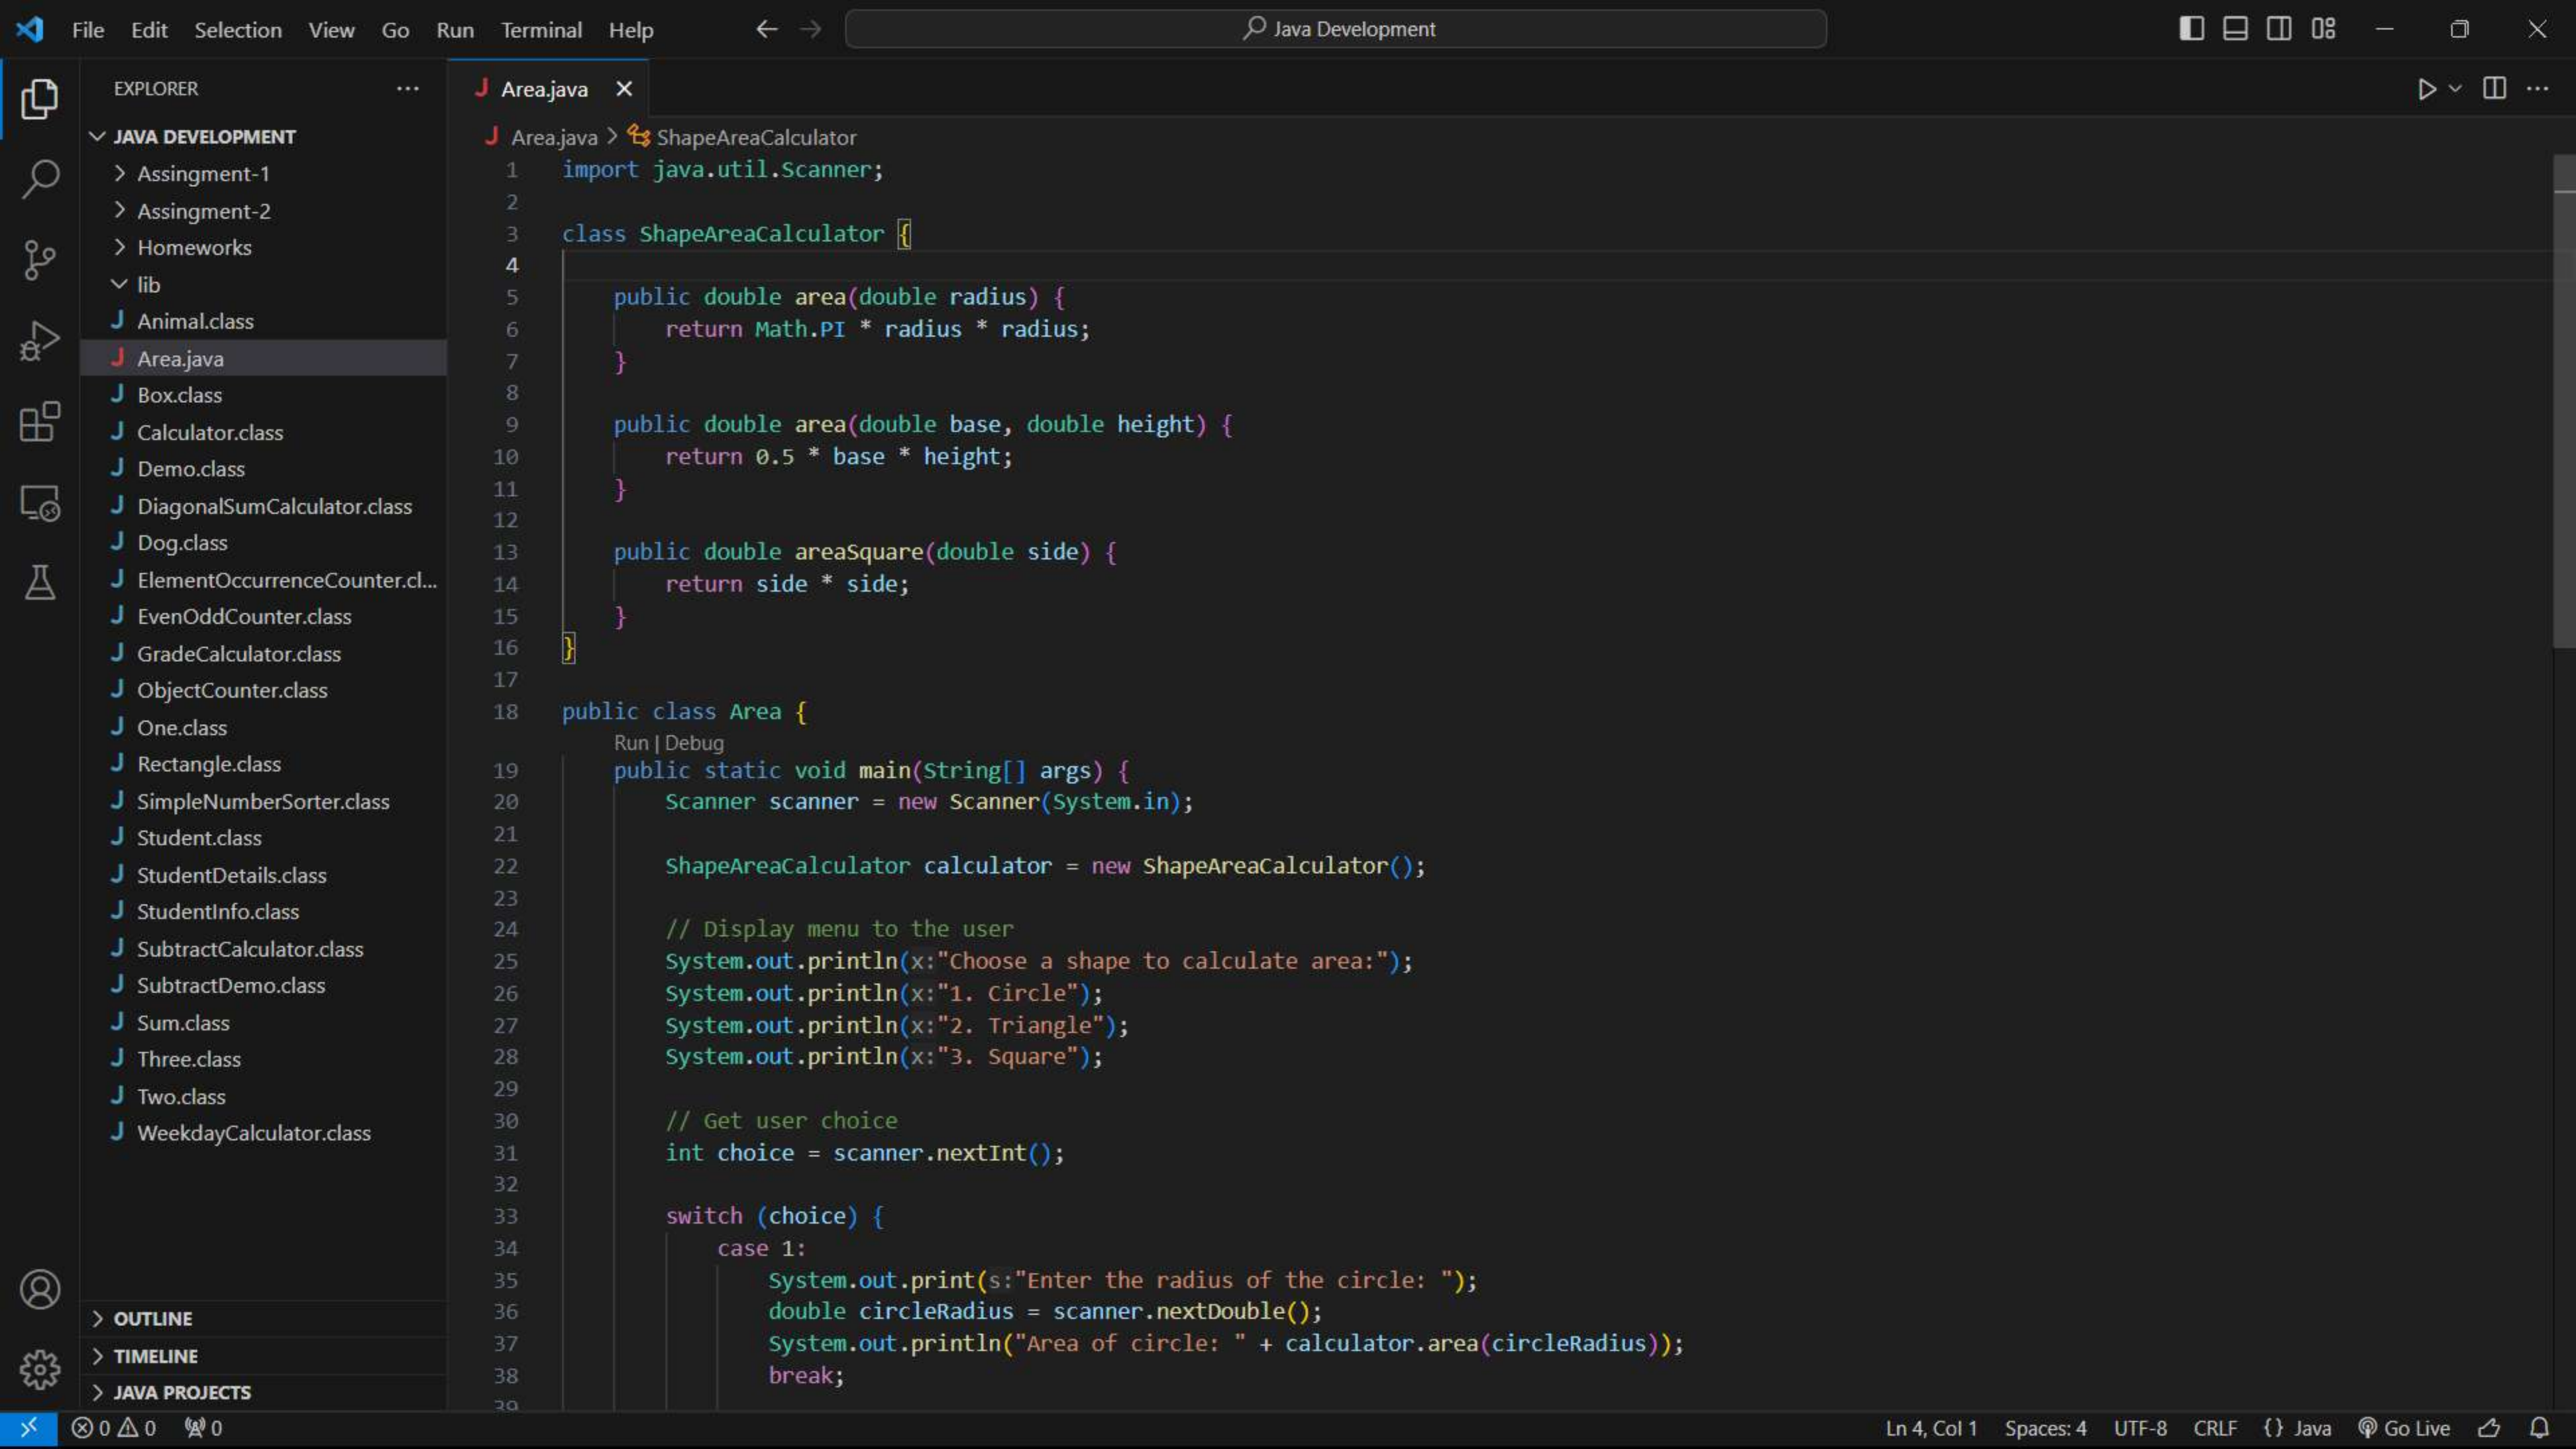 File Edit Selection View Go Run Terminal Help
Java Development
EXPLORER
JAVA DEVELOPMENT
Assingment-1
Assingment-2
Homeworks
lib
J Animal.class
J Area.java
J Box.class
J Calculator.class
J Demo.class
J DiagonalSumCalculator.class
J Dog.class
J ElementOccurrenceCounter.cl...
J EvenOddCounter.class
J GradeCalculator.class
J ObjectCounter.class
J One.class
J Rectangle.class
J SimpleNumberSorter.class
J Student.class
J StudentDetails.class
J StudentInfo.class
J SubtractCalculator.class
J SubtractDemo.class
J Sum.class
J Three.class
J Two.class
J WeekdayCalculator.class
OUTLINE
TIMELINE
JAVA PROJECTS
J Area.java
J Area.java > ShapeAreaCalculator
1 import java.util.Scanner;
2
3 class ShapeAreaCalculator {
4
5 public double area(double radius) {
6 return Math.PI * radius * radius;
7 }
8
9 public double area(double base, double height) {
10 return 0.5 * base * height;
11 }
12
13 public double areaSquare(double side) {
14 return side * side;
15 }
16 }
17
18 public class Area {
Run | Debug
19 public static void main(String[] args) {
20 Scanner scanner = new Scanner(System.in);
21
22 ShapeAreaCalculator calculator = new ShapeAreaCalculator();
23
24 // Display menu to the user
25 System.out.println(x:"Choose a shape to calculate area:");
26 System.out.println(x:"1. Circle");
27 System.out.println(x:"2. Triangle");
28 System.out.println(x:"3. Square");
29
30 // Get user choice
31 int choice = scanner.nextInt();
32
33 switch (choice) {
34 case 1:
35 System.out.print(s:"Enter the radius of the circle: ");
36 double circleRadius = scanner.nextDouble();
37 System.out.println("Area of circle: " + calculator.area(circleRadius));
38 break;
39
0 0 0
Ln 4, Col 1 Spaces: 4 UTF-8 CRLF {} Java Go Live